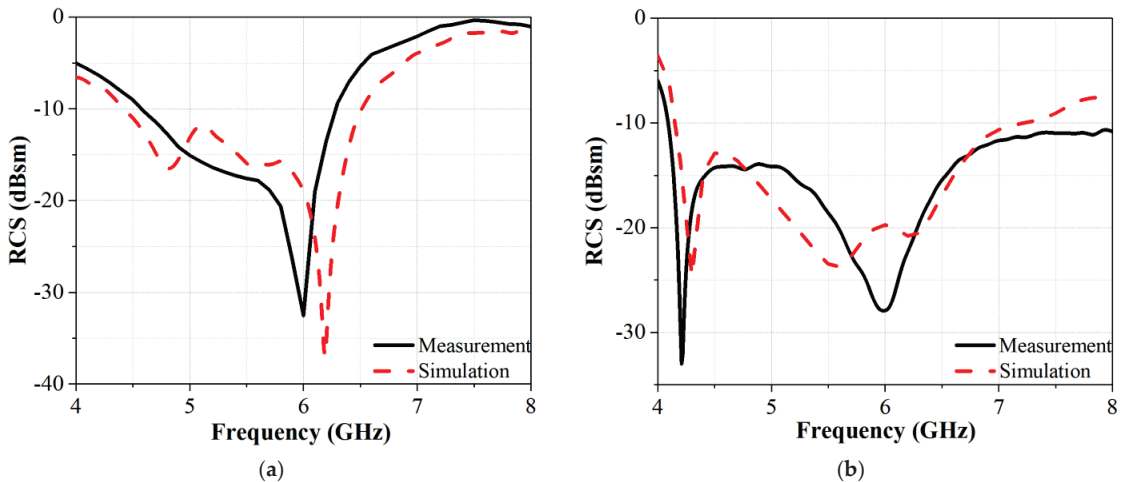 0
-10
-20
-30
-40
RCS (dBsm)
4 5 6 7 8
Frequency (GHz)
Measurement
Simulation
(a)
0
-10
-20
-30
RCS (dBsm)
4 5 6 7 8
Frequency (GHz)
Measurement
Simulation
(b)